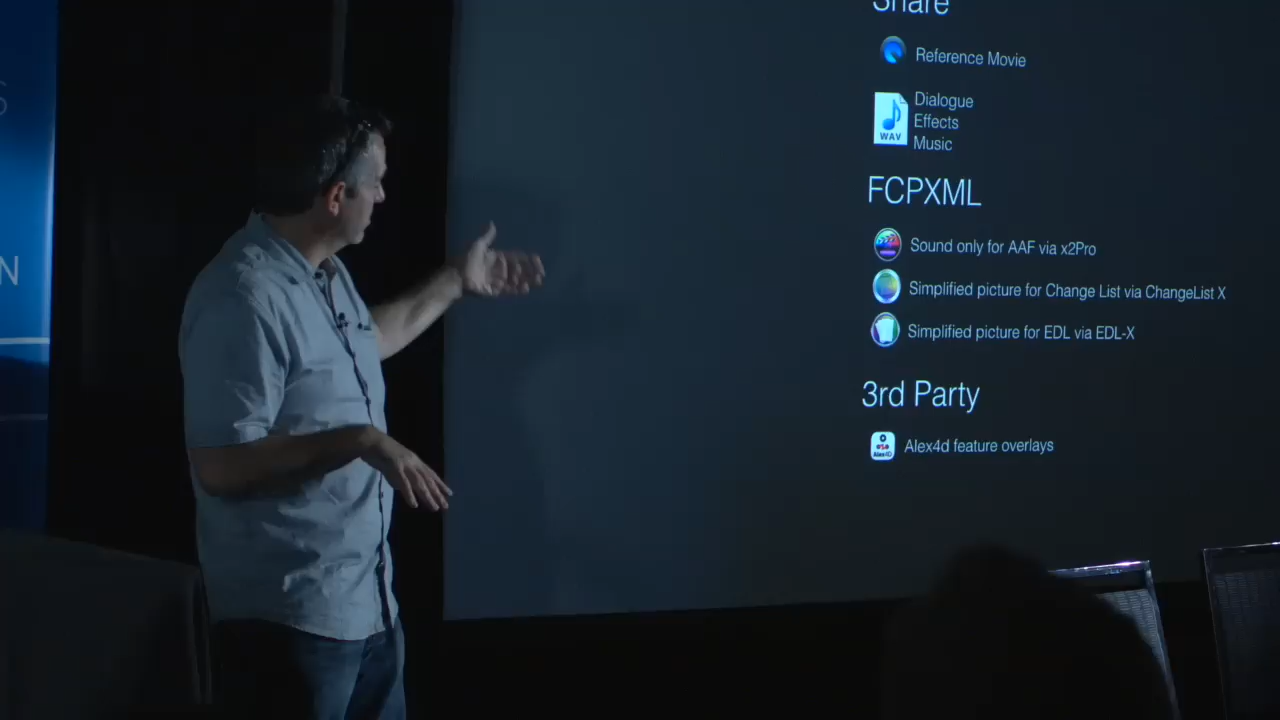 S
N
Share
Reference Movie
WAV
Dialogue
Effects
Music
FCPXML
Sound only for AAF via x2Pro
Simplified picture for Change List via ChangeList X
Simplified picture for EDL via EDL-X
3rd Party
Alex4D
Alex4d feature overlays